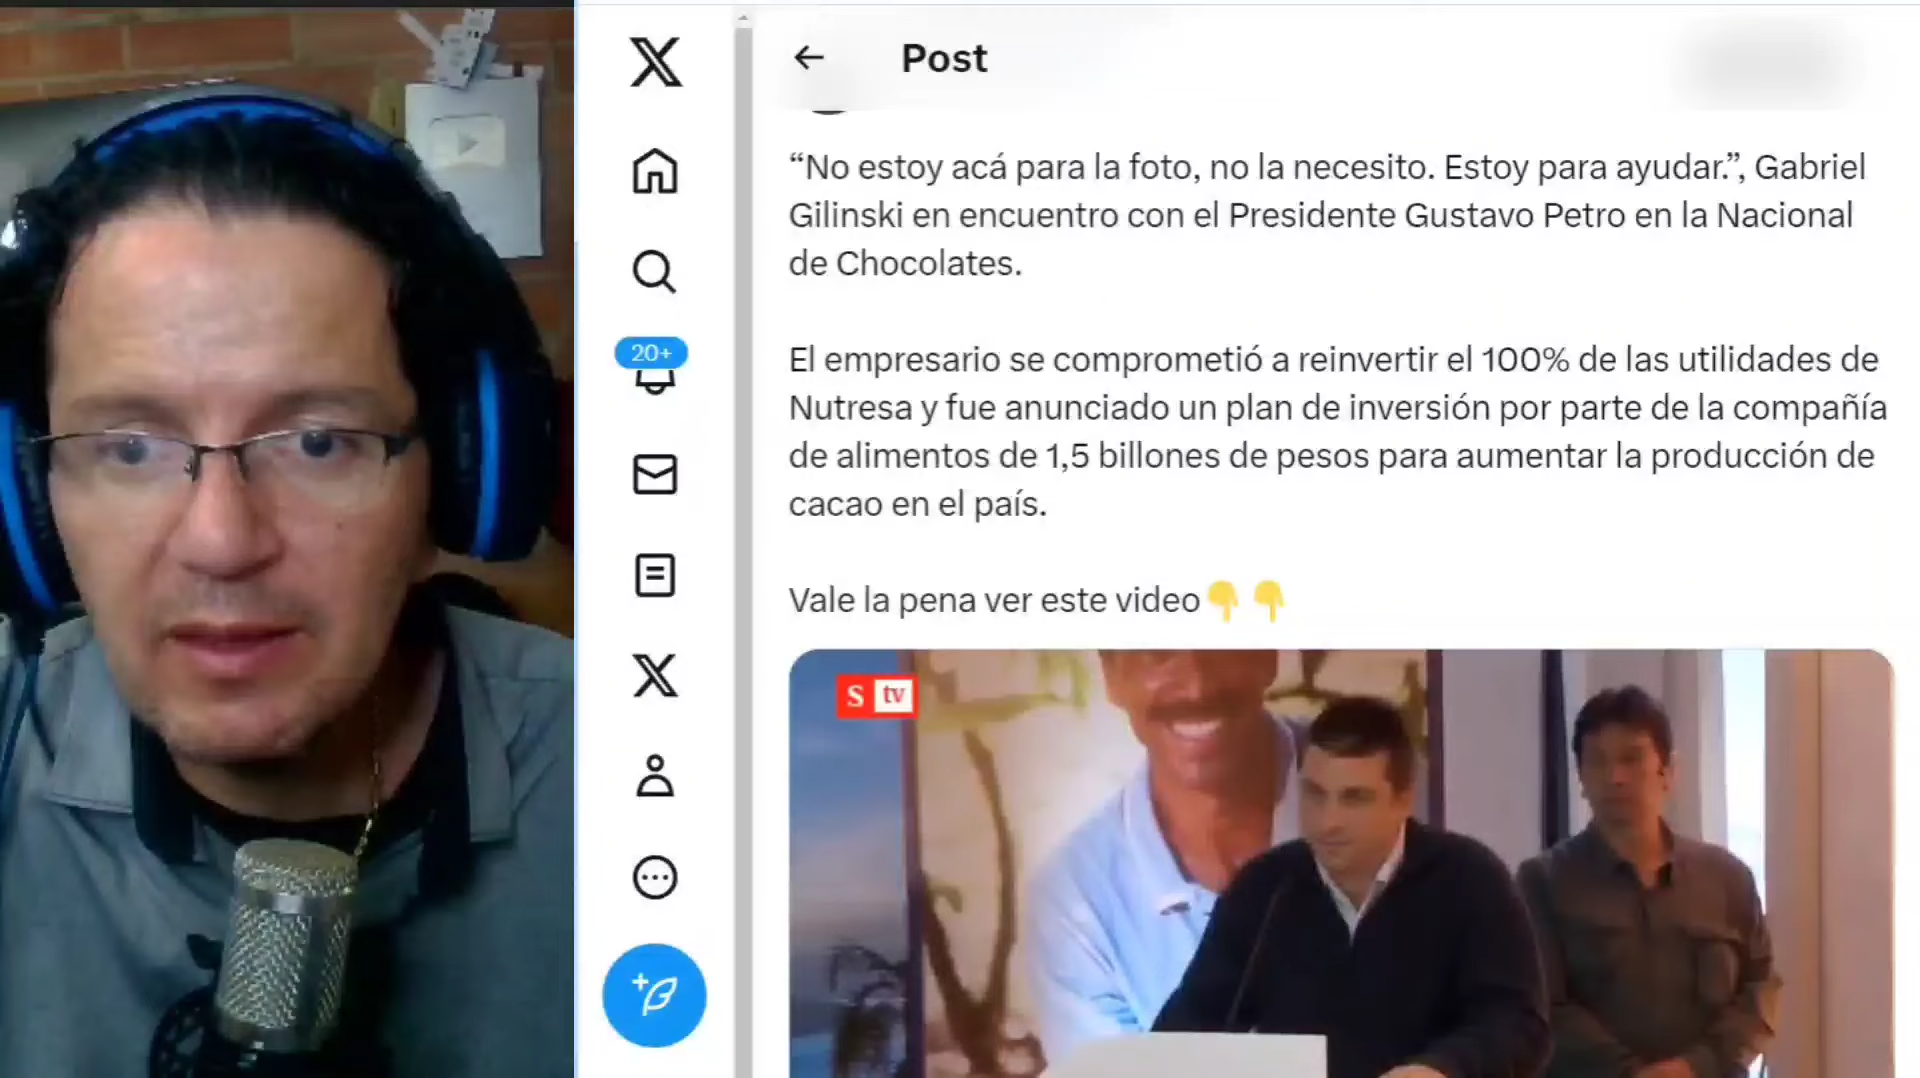 Post
“No estoy acá para la foto, no la necesito. Estoy para ayudar.”, Gabriel
Gilinski en encuentro con el Presidente Gustavo Petro en la Nacional
de Chocolates.
El empresario se comprometió a reinvertir el 100% de las utilidades de
Nutresa y fue anunciado un plan de inversión por parte de la compañía
de alimentos de 1,5 billones de pesos para aumentar la producción de
cacao en el país.
Vale la pena ver este video
20+
S tv